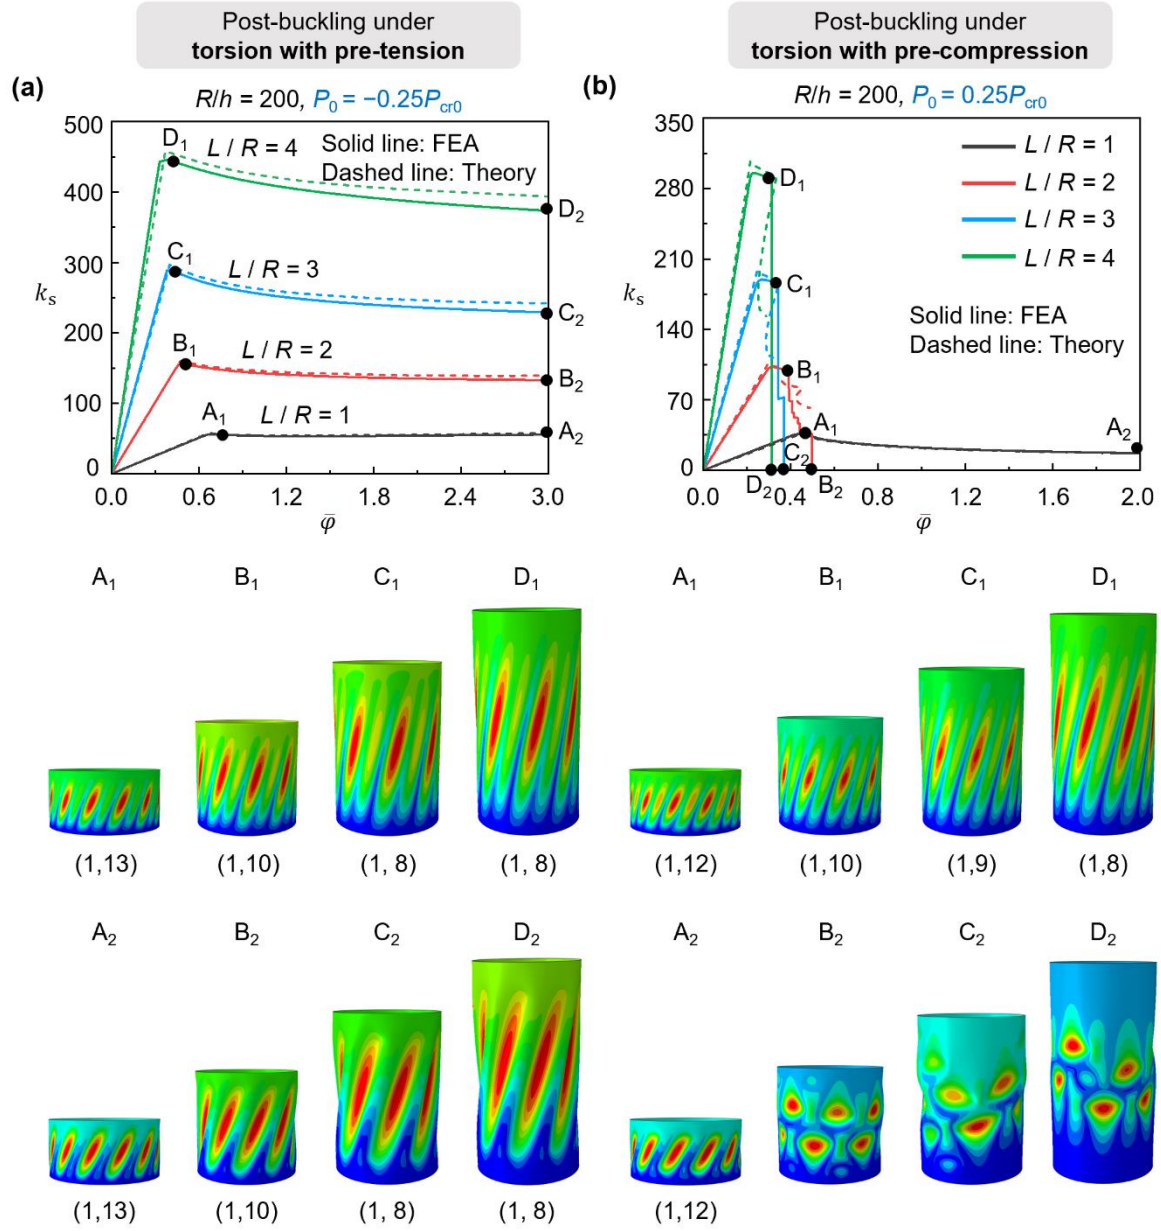 Post-buckling under
torsion with pre-tension
(a)
R/h = 200, P₀ = −0.25P_cr0
500
400
300
200
100
0
k_s
0.0 0.6 1.2 1.8 2.4 3.0
φ̄
Solid line: FEA
Dashed line: Theory
D₁
L / R = 4
D₂
C₁
L / R = 3
C₂
B₁
L / R = 2
B₂
A₁
L / R = 1
A₂
A₁ B₁ C₁ D₁
(1,13) (1,10) (1, 8) (1, 8)
A₂ B₂ C₂ D₂
(1,13) (1,10) (1, 8) (1, 8)
Post-buckling under
torsion with pre-compression
(b)
R/h = 200, P₀ = 0.25P_cr0
350
280
210
140
70
0
k_s
0.0 0.4 0.8 1.2 1.6 2.0
φ̄
L / R = 1
L / R = 2
L / R = 3
L / R = 4
Solid line: FEA
Dashed line: Theory
D₁
C₁
B₁
A₁
A₂
C₂
D₂
B₂
A₁ B₁ C₁ D₁
(1,12) (1,10) (1,9) (1,8)
A₂ B₂ C₂ D₂
(1,12)